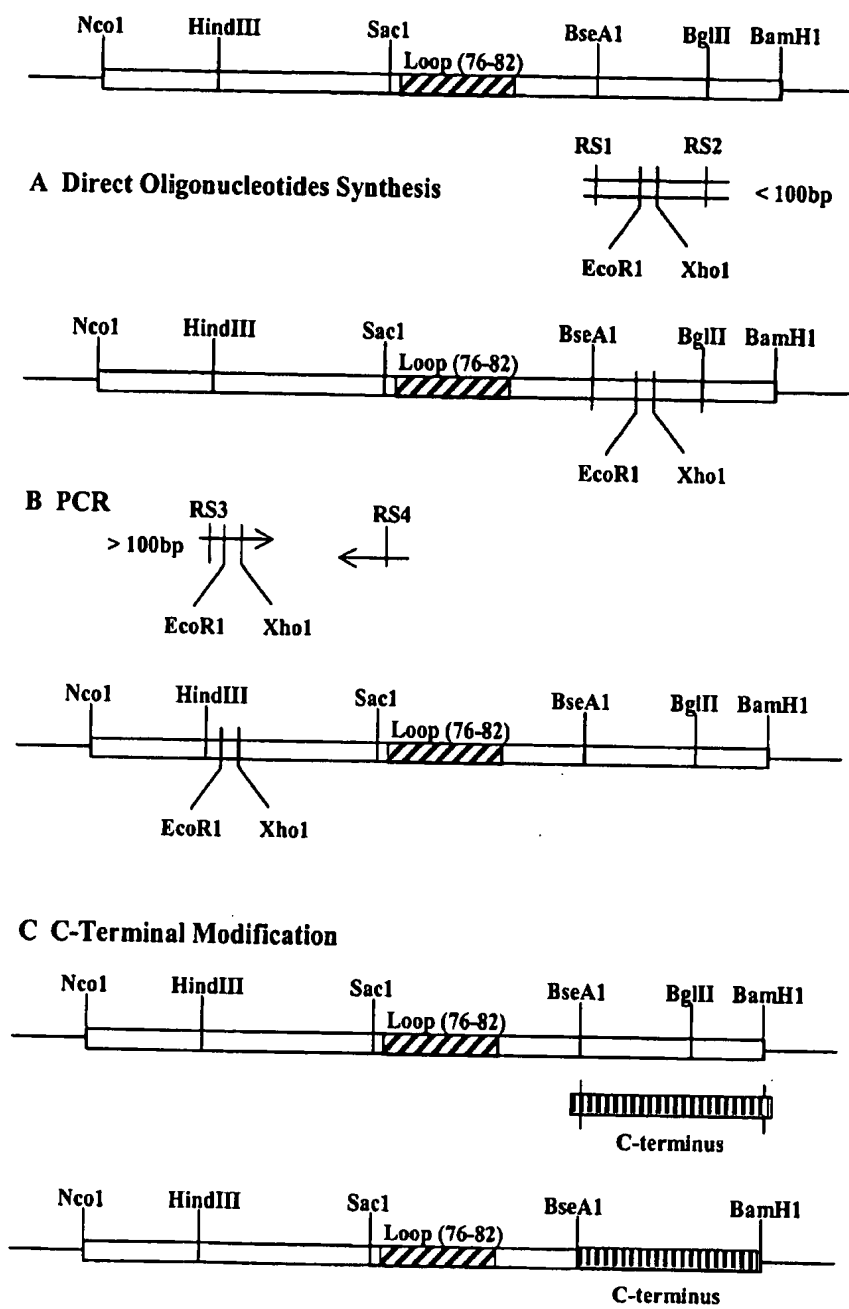 Nco1 HindIII Sac1 BseA1 BglII BamH1
Loop (76-82)
RS1 RS2
A Direct Oligonucleotides Synthesis < 100bp
EcoR1 Xho1
Nco1 HindIII Sac1 BseA1 BglII BamH1
Loop (76-82)
EcoR1 Xho1
B PCR
RS3 RS4
> 100bp
EcoR1 Xho1
Nco1 HindIII Sac1 BseA1 BglII BamH1
Loop (76-82)
EcoR1 Xho1
C C-Terminal Modification
Nco1 HindIII Sac1 BseA1 BglII BamH1
Loop (76-82)
C-terminus
Nco1 HindIII Sac1 BseA1 BamH1
Loop (76-82)
C-terminus